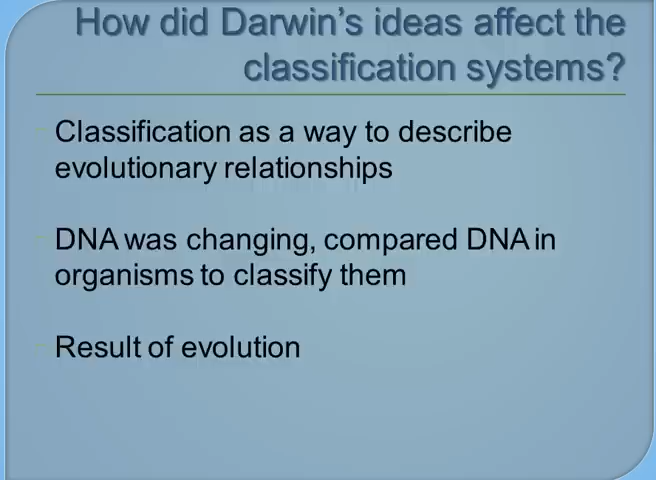 How did Darwin's ideas affect the
classification systems?
Classification as a way to describe
evolutionary relationships
DNA was changing, compared DNA in
organisms to classify them
Result of evolution